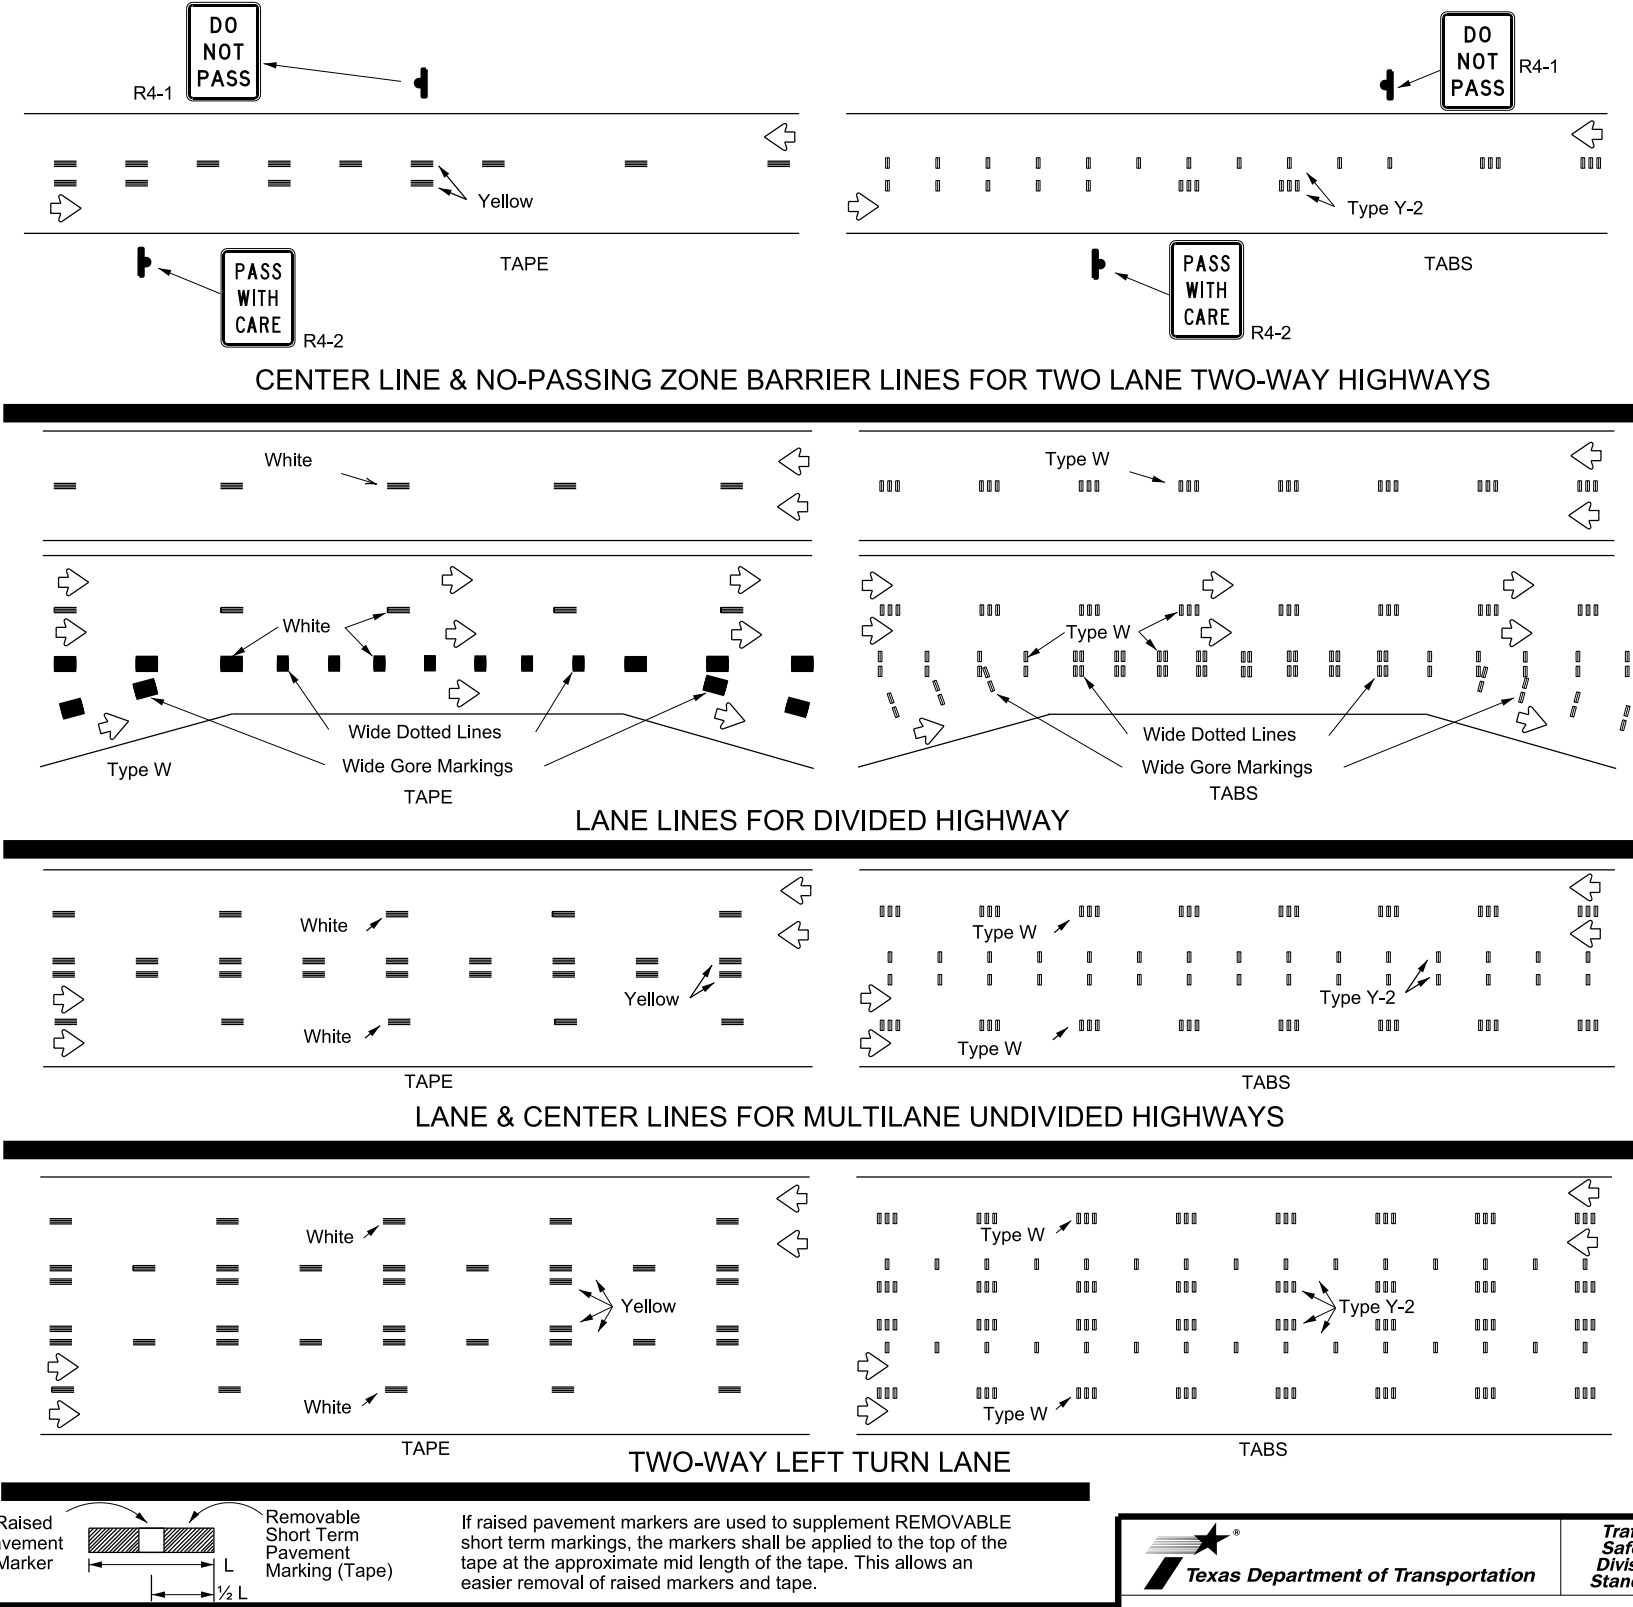 DO
NOT
PASS
R4-1
DO
NOT
PASS
R4-1
Yellow
Type Y-2
PASS
WITH
CARE
R4-2
TAPE
PASS
WITH
CARE
R4-2
TABS
CENTER LINE & NO-PASSING ZONE BARRIER LINES FOR TWO LANE TWO-WAY HIGHWAYS
White
Type W
White
Type W
Wide Dotted Lines
Wide Gore Markings
Type W
TAPE
Wide Dotted Lines
Wide Gore Markings
TABS
LANE LINES FOR DIVIDED HIGHWAY
White
Yellow
White
TAPE
Type W
Type Y-2
Type W
TABS
LANE & CENTER LINES FOR MULTILANE UNDIVIDED HIGHWAYS
White
Yellow
White
TAPE
Type W
Type Y-2
Type W
TABS
TWO-WAY LEFT TURN LANE
Raised
avement
Marker
L
½ L
Removable
Short Term
Pavement
Marking (Tape)
If raised pavement markers are used to supplement REMOVABLE
short term markings, the markers shall be applied to the top of the
tape at the approximate mid length of the tape. This allows an
easier removal of raised markers and tape.
®
Texas Department of Transportation
Traf
Safe
Divis
Stand